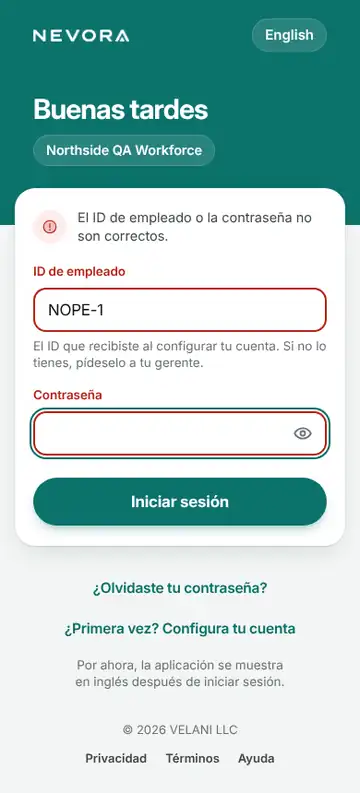 NEVORA
English
Buenas tardes
Northside QA Workforce
El ID de empleado o la contraseña no
son correctos.
ID de empleado
NOPE-1
El ID que recibiste al configurar tu cuenta. Si no lo
tienes, pídeselo a tu gerente.
Contraseña
Iniciar sesión
¿Olvidaste tu contraseña?
¿Primera vez? Configura tu cuenta
Por ahora, la aplicación se muestra
en inglés después de iniciar sesión.
© 2026 VELANI LLC
Privacidad Términos Ayuda